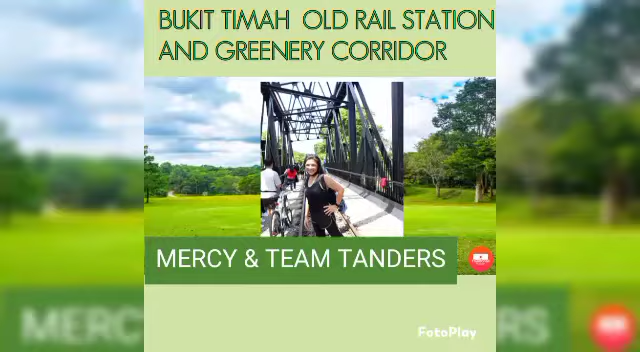 BUKIT TIMAH OLD RAIL STATION
AND GREENERY CORRIDOR
MERCY & TEAM TANDERS
FotoPlay